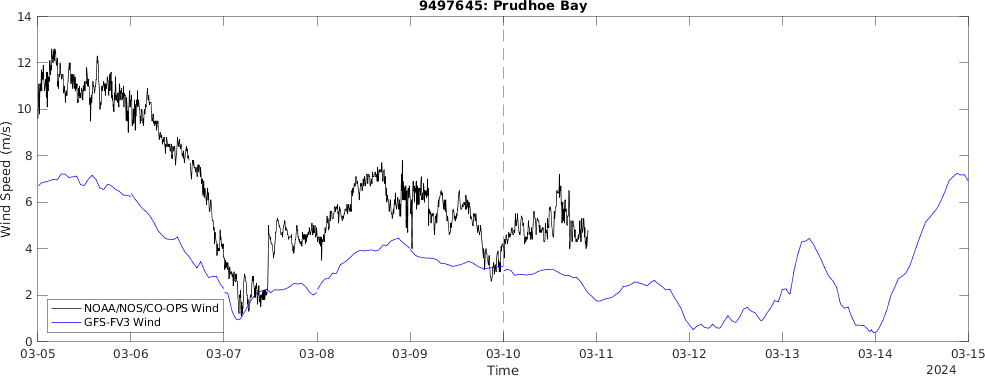 9497645: Prudhoe Bay
14
12
10
8
6
4
2
0
Wind Speed (m/s)
NOAA/NOS/CO-OPS Wind
GFS-FV3 Wind
03-05 03-06 03-07 03-08 03-09 03-10 03-11 03-12 03-13 03-14 03-15
Time
2024